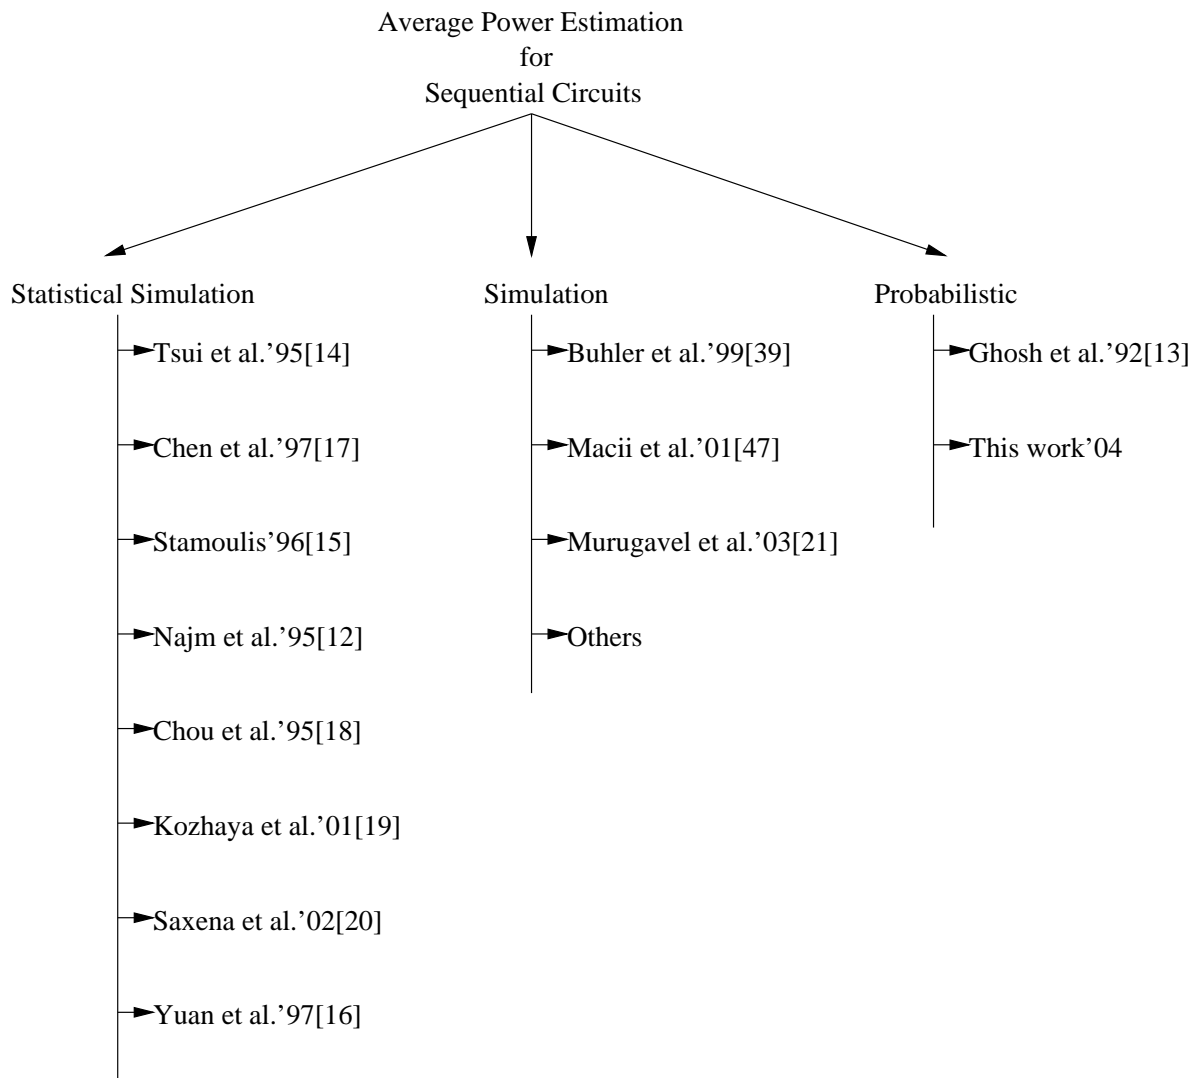 Average Power Estimation
for
Sequential Circuits
Statistical Simulation
Tsui et al.’95[14]
Chen et al.’97[17]
Stamoulis’96[15]
Najm et al.’95[12]
Chou et al.’95[18]
Kozhaya et al.’01[19]
Saxena et al.’02[20]
Yuan et al.’97[16]
Simulation
Buhler et al.’99[39]
Macii et al.’01[47]
Murugavel et al.’03[21]
Others
Probabilistic
Ghosh et al.’92[13]
This work’04